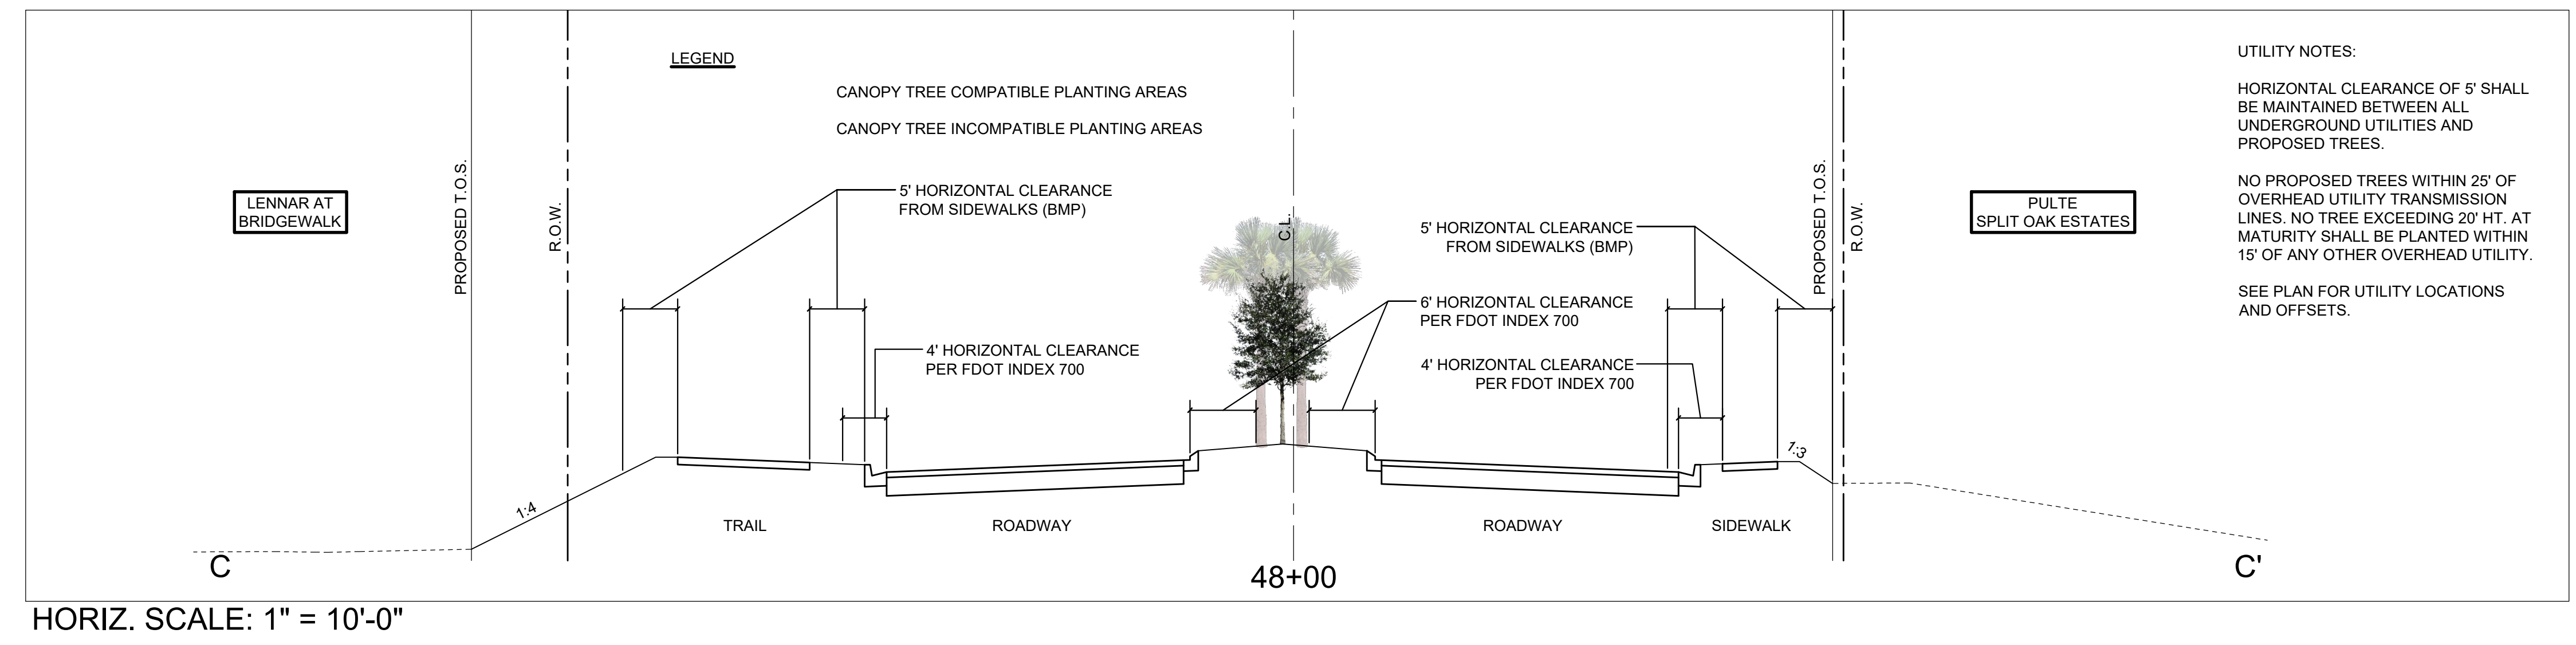 LEGEND
CANOPY TREE COMPATIBLE PLANTING AREAS
CANOPY TREE INCOMPATIBLE PLANTING AREAS
LENNAR AT
BRIDGEWALK
PROPOSED T.O.S.
R.O.W.
5' HORIZONTAL CLEARANCE
FROM SIDEWALKS (BMP)
4' HORIZONTAL CLEARANCE
PER FDOT INDEX 700
C.L.
5' HORIZONTAL CLEARANCE
FROM SIDEWALKS (BMP)
6' HORIZONTAL CLEARANCE
PER FDOT INDEX 700
4' HORIZONTAL CLEARANCE
PER FDOT INDEX 700
PROPOSED T.O.S.
R.O.W.
PULTE
SPLIT OAK ESTATES
UTILITY NOTES:
HORIZONTAL CLEARANCE OF 5' SHALL
BE MAINTAINED BETWEEN ALL
UNDERGROUND UTILITIES AND
PROPOSED TREES.
NO PROPOSED TREES WITHIN 25' OF
OVERHEAD UTILITY TRANSMISSION
LINES. NO TREE EXCEEDING 20' HT. AT
MATURITY SHALL BE PLANTED WITHIN
15' OF ANY OTHER OVERHEAD UTILITY.
SEE PLAN FOR UTILITY LOCATIONS
AND OFFSETS.
1:4
1:3
TRAIL
ROADWAY
ROADWAY
SIDEWALK
C
48+00
C'
HORIZ. SCALE: 1" = 10'-0"